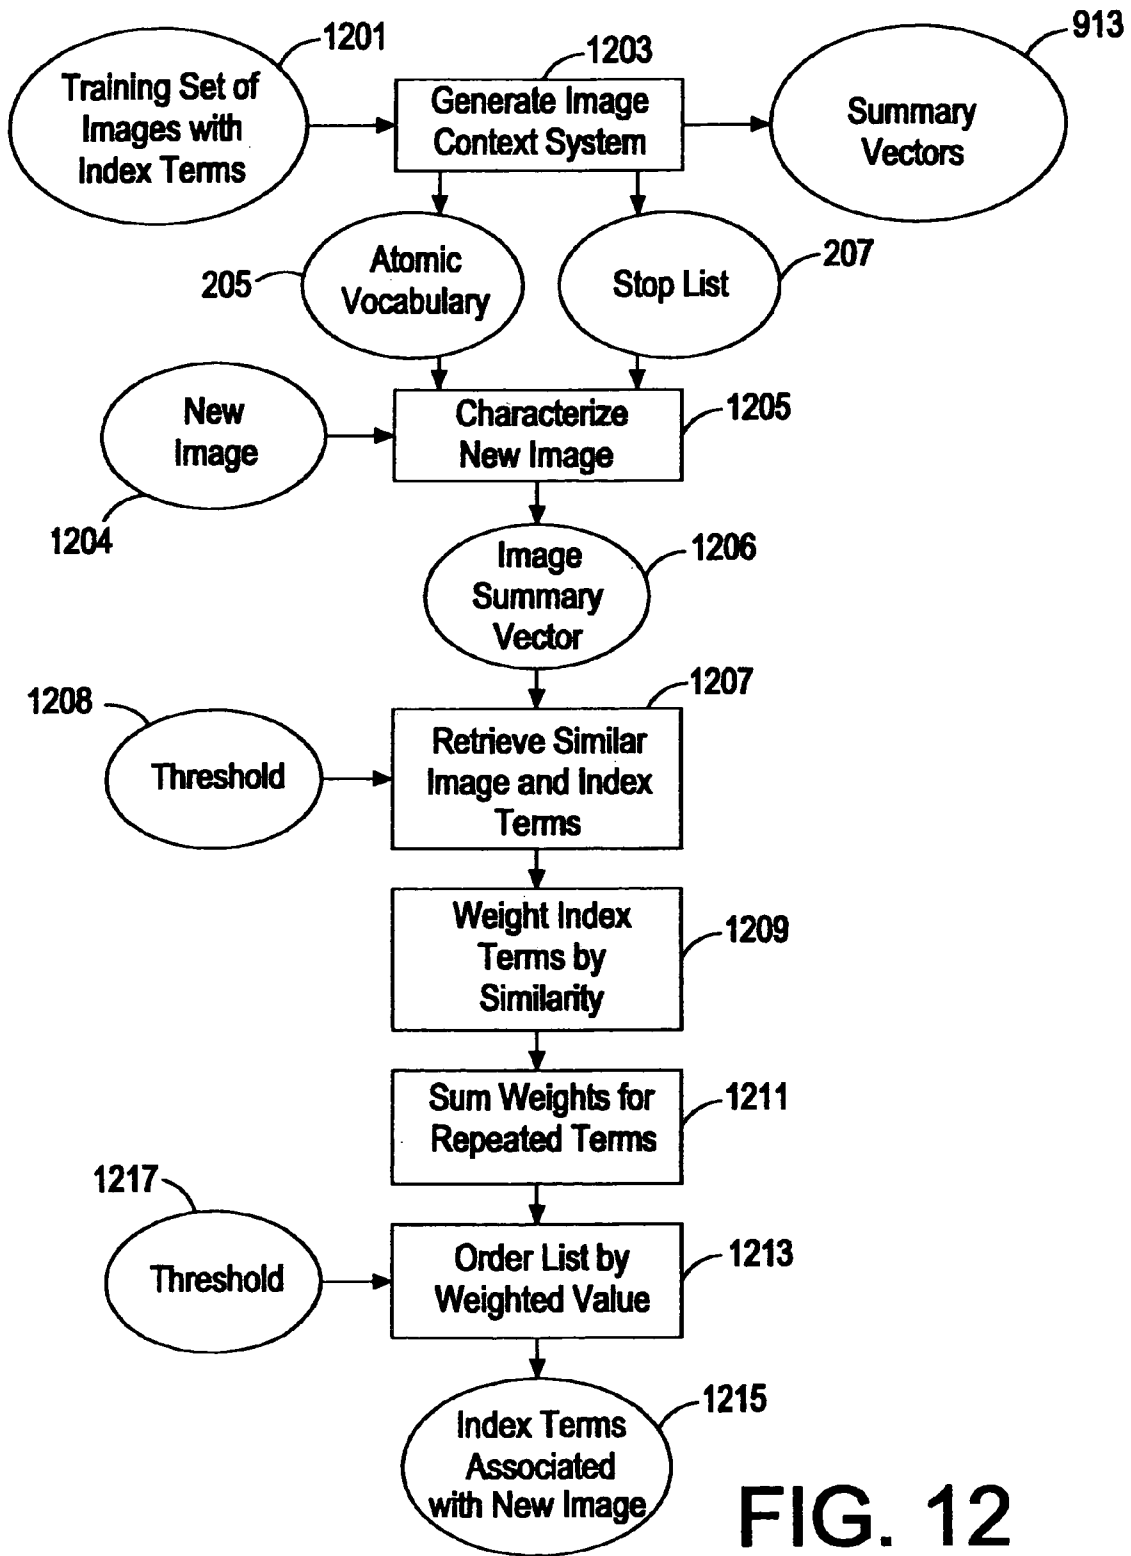 1201
Training Set of
Images with
Index Terms
1203
Generate Image
Context System
913
Summary
Vectors
205
Atomic
Vocabulary
207
Stop List
New
Image
1204
Characterize
New Image
1205
Image
Summary
Vector
1206
1208
Threshold
1207
Retrieve Similar
Image and Index
Terms
Weight Index
Terms by
Similarity
1209
Sum Weights for
Repeated Terms
1211
1217
Threshold
Order List by
Weighted Value
1213
Index Terms
Associated
with New Image
1215
FIG. 12